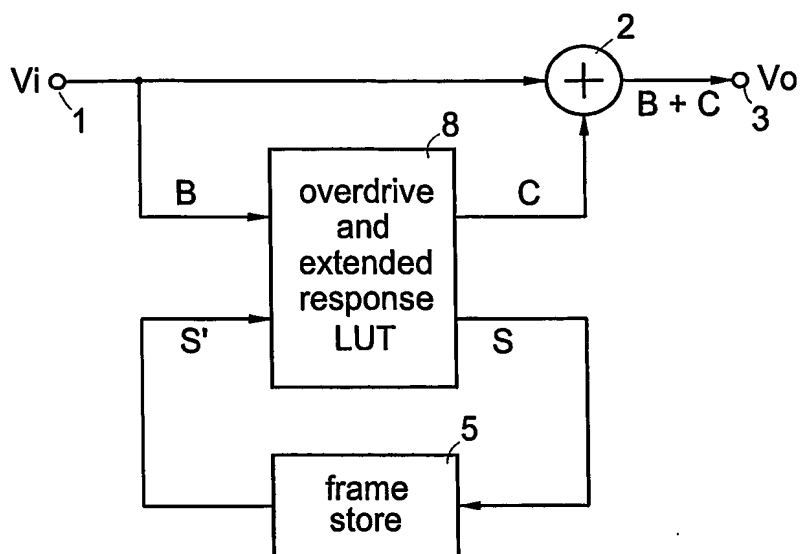 2
Vi
Vo
1
B + C
3
8
B
overdrive
and
extended
response
LUT
C
S'
S
5
frame
store